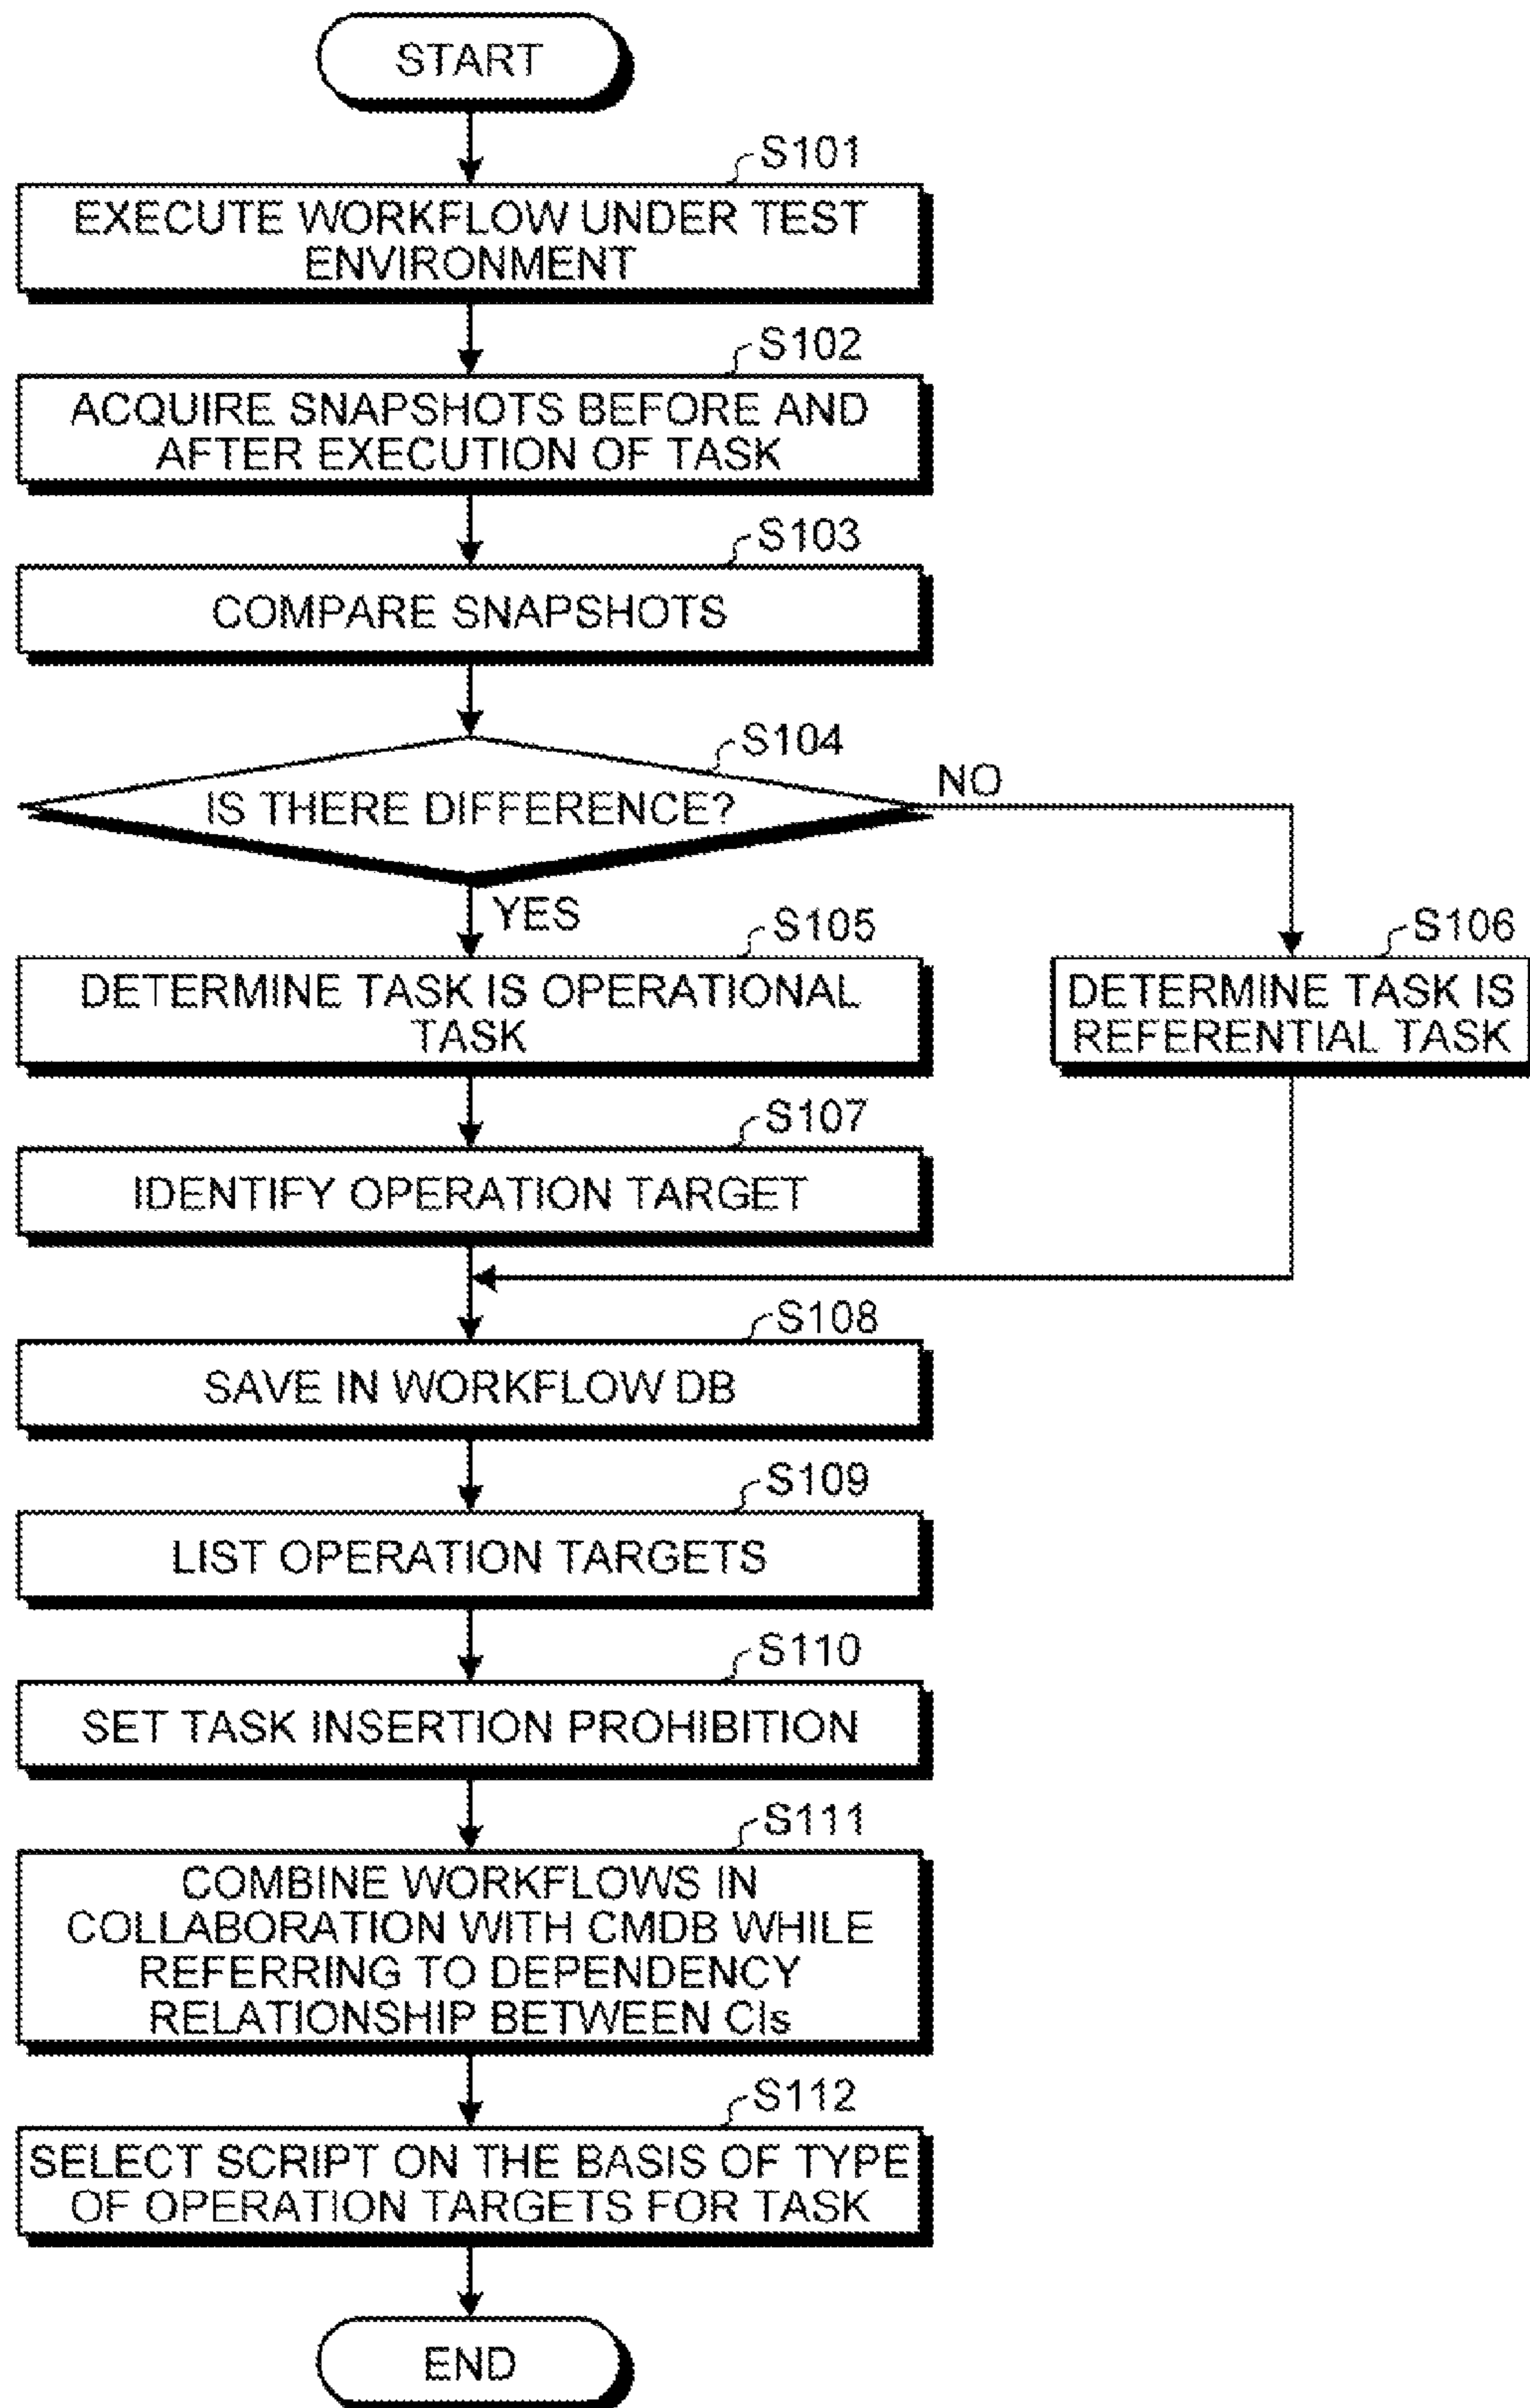 START
S101
EXECUTE WORKFLOW UNDER TEST
ENVIRONMENT
S102
ACQUIRE SNAPSHOTS BEFORE AND
AFTER EXECUTION OF TASK
S103
COMPARE SNAPSHOTS
S104
IS THERE DIFFERENCE?
NO
YES
S105
DETERMINE TASK IS OPERATIONAL
TASK
S106
DETERMINE TASK IS
REFERENTIAL TASK
S107
IDENTIFY OPERATION TARGET
S108
SAVE IN WORKFLOW DB
S109
LIST OPERATION TARGETS
S110
SET TASK INSERTION PROHIBITION
S111
COMBINE WORKFLOWS IN
COLLABORATION WITH CMDB WHILE
REFERRING TO DEPENDENCY
RELATIONSHIP BETWEEN CIs
S112
SELECT SCRIPT ON THE BASIS OF TYPE
OF OPERATION TARGETS FOR TASK
END